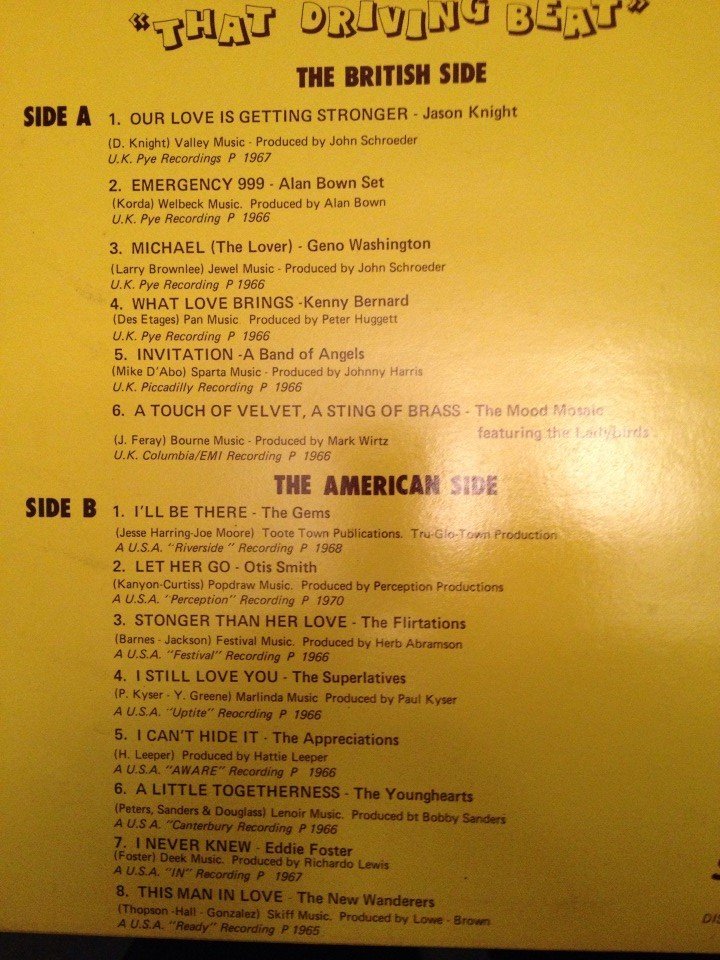 "THAT DRIVING BEAT"
THE BRITISH SIDE
SIDE A 1. OUR LOVE IS GETTING STRONGER - Jason Knight
(D. Knight) Valley Music - Produced by John Schroeder
U.K. Pye Recordings P 1967
2. EMERGENCY 999 - Alan Bown Set
(Korda) Welbeck Music. Produced by Alan Bown
U.K. Pye Recording P 1966
3. MICHAEL (The Lover) - Geno Washington
(Larry Brownlee) Jewel Music - Produced by John Schroeder
U.K. Pye Recording P 1966
4. WHAT LOVE BRINGS -Kenny Bernard
(Des Etages) Pan Music. Produced by Peter Huggett
U.K. Pye Recording P 1966
5. INVITATION -A Band of Angels
(Mike D'Abo) Sparta Music - Produced by Johnny Harris
U.K. Piccadilly Recording P 1966
6. A TOUCH OF VELVET, A STING OF BRASS - The Mood Mosaic
featuring the Ladybirds
(J. Feray) Bourne Music - Produced by Mark Wirtz
U.K. Columbia/EMI Recording P 1966
THE AMERICAN SIDE
SIDE B 1. I'LL BE THERE - The Gems
(Jesse Harring-Joe Moore) Toote Town Publications. Tru-Glo-Town Production
A U.S.A. "Riverside" Recording P 1968
2. LET HER GO - Otis Smith
(Kanyon-Curtiss) Popdraw Music. Produced by Perception Productions
A U.S.A. 'Perception" Recording P 1970
3. STONGER THAN HER LOVE - The Flirtations
(Barnes - Jackson) Festival Music. Produced by Herb Abramson
A U.S.A. "Festival" Recording P 1966
4. I STILL LOVE YOU - The Superlatives
(P. Kyser - Y. Greene) Marlinda Music Produced by Paul Kyser
A U.S.A. "Uptite" Reocrding P 1966
5. I CAN'T HIDE IT - The Appreciations
(H. Leeper) Produced by Hattie Leeper
A U.S.A. "AWARE" Recording P 1966
6. A LITTLE TOGETHERNESS - The Younghearts
(Peters, Sanders & Douglass) Lenoir Music. Produced bt Bobby Sanders
A U.S.A. "Canterbury Recording P 1966
7. I NEVER KNEW - Eddie Foster
(Foster) Deek Music. Produced by Richardo Lewis
A U.S.A. "IN" Recording P 1967
8. THIS MAN IN LOVE - The New Wanderers
(Thopson -Hall - Gonzalez) Skiff Music. Produced by Lowe - Brown
A U.S.A. "Ready" Recording P 1965